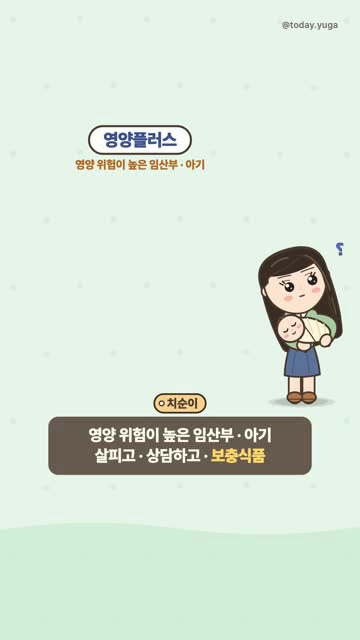 @today.yuga
영양플러스
영양 위험이 높은 임산부 · 아기
?
치순이
영양 위험이 높은 임산부 · 아기
살피고 · 상담하고 · 보충식품